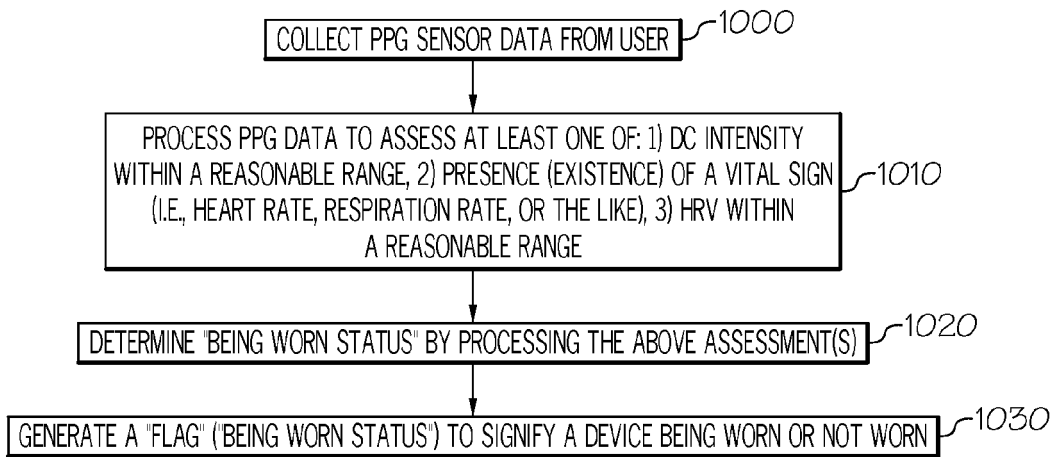 COLLECT PPG SENSOR DATA FROM USER
1000
PROCESS PPG DATA TO ASSESS AT LEAST ONE OF: 1) DC INTENSITY
WITHIN A REASONABLE RANGE, 2) PRESENCE (EXISTENCE) OF A VITAL SIGN
(I.E., HEART RATE, RESPIRATION RATE, OR THE LIKE), 3) HRV WITHIN
A REASONABLE RANGE
1010
DETERMINE "BEING WORN STATUS" BY PROCESSING THE ABOVE ASSESSMENT(S)
1020
GENERATE A "FLAG" ("BEING WORN STATUS") TO SIGNIFY A DEVICE BEING WORN OR NOT WORN
1030